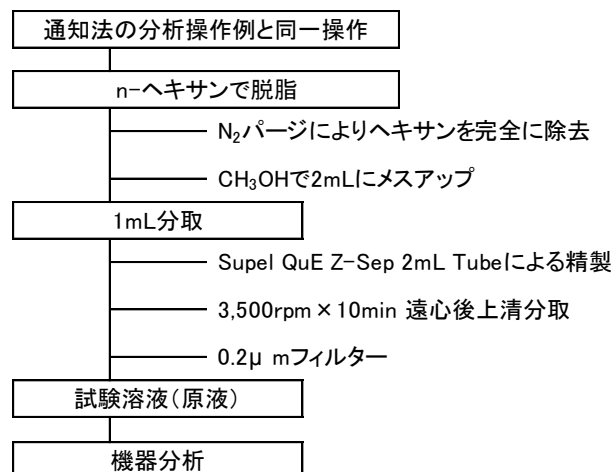 通知法の分析操作例と同一操作
n-ヘキサンで脱脂
N₂パージによりヘキサンを完全に除去
CH₃OHで2mLにメスアップ
1mL分取
Supel QuE Z-Sep 2mL Tubeによる精製
3,500rpm×10min 遠心後上清分取
0.2μ mフィルター
試験溶液(原液)
機器分析